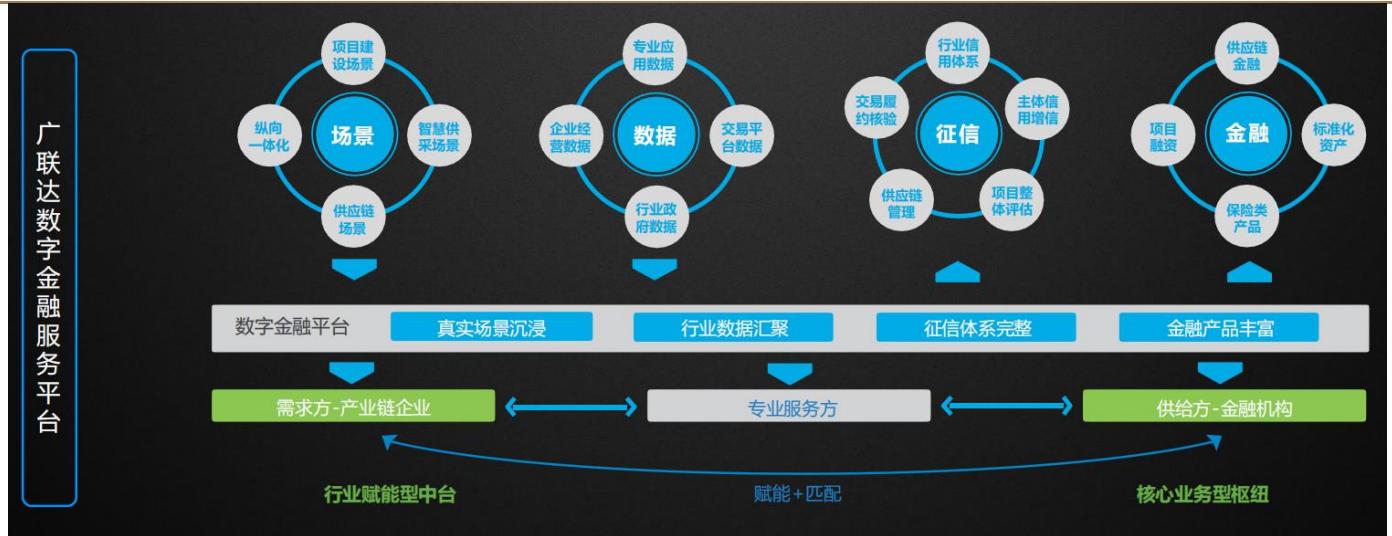 广联达数字金融服务平台
项目建
设场景
纵向
一体化
场景
智慧供
采场景
供应链
场景
专业应
用数据
企业经
营数据
数据
交易平
台数据
行业政
府数据
行业信
用体系
交易履
约核验
征信
主体信
用增信
供应链
管理
项目整
体评估
供应链
金融
项目
融资
金融
标准化
资产
保险类
产品
数字金融平台
真实场景沉浸
行业数据汇聚
征信体系完整
金融产品丰富
需求方-产业链企业
专业服务方
供给方-金融机构
行业赋能型中台
赋能+匹配
核心业务型枢纽